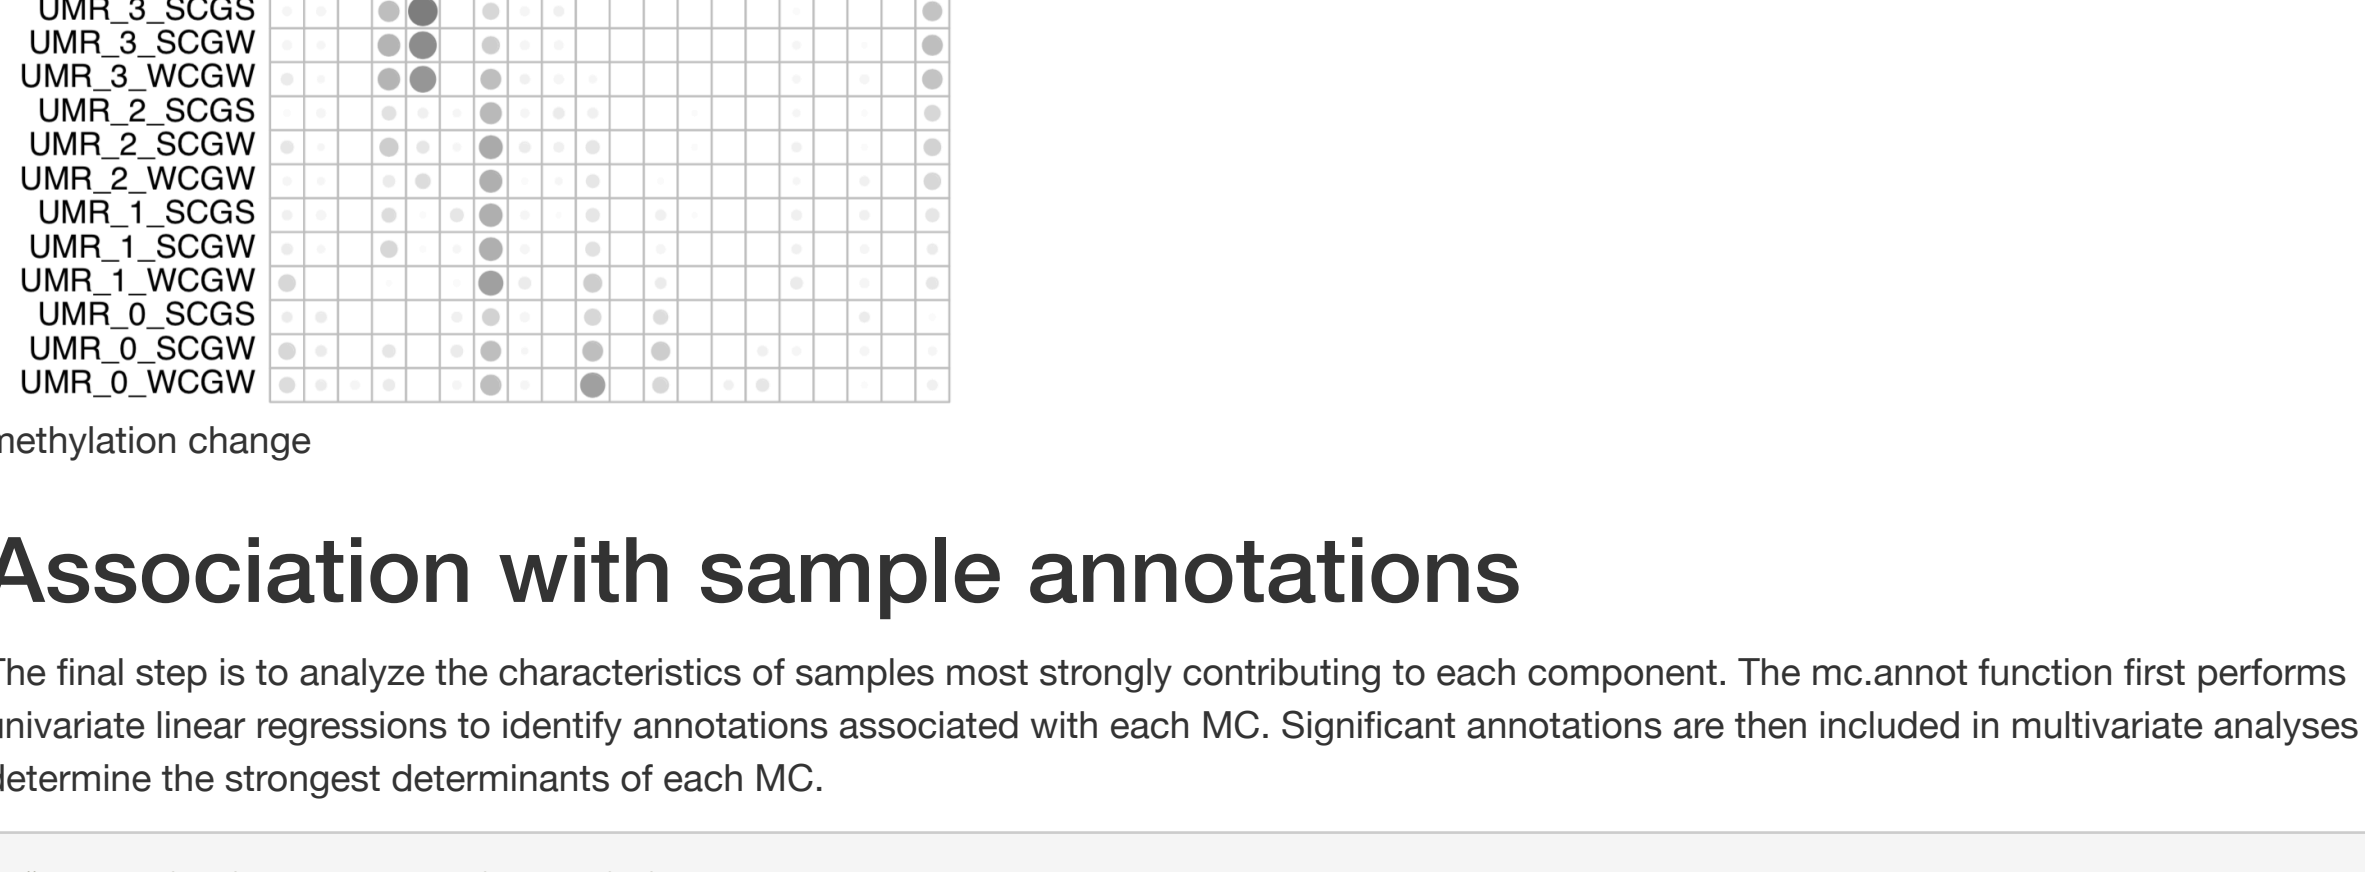 UMR_3_SCGS
UMR_3_SCGW
UMR_3_WCGW
UMR_2_SCGS
UMR_2_SCGW
UMR_2_WCGW
UMR_1_SCGS
UMR_1_SCGW
UMR_1_WCGW
UMR_0_SCGS
UMR_0_SCGW
UMR_0_WCGW
methylation change
Association with sample annotations
The final step is to analyze the characteristics of samples most strongly contributing to each component. The mc.annot function first performs
univariate linear regressions to identify annotations associated with each MC. Significant annotations are then included in multivariate analyses
determine the strongest determinants of each MC.